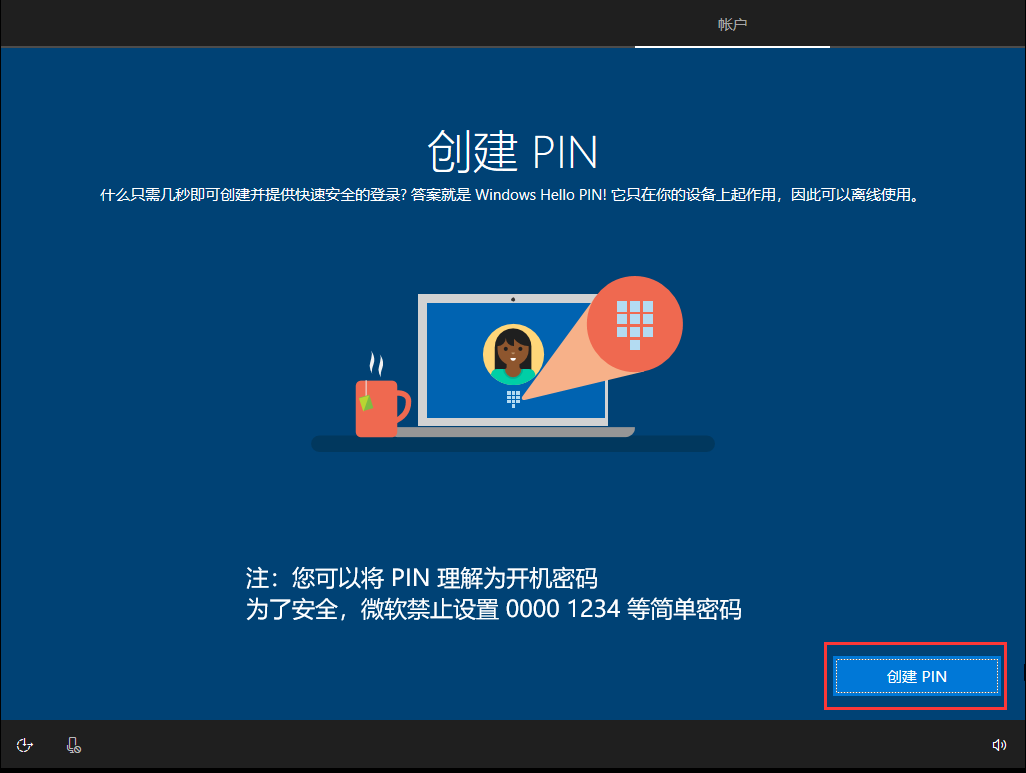 帐户
创建 PIN
什么只需几秒即可创建并提供快速安全的登录? 答案就是 Windows Hello PIN! 它只在你的设备上起作用，因此可以离线使用。
注：您可以将 PIN 理解为开机密码
为了安全，微软禁止设置 0000 1234 等简单密码
创建 PIN